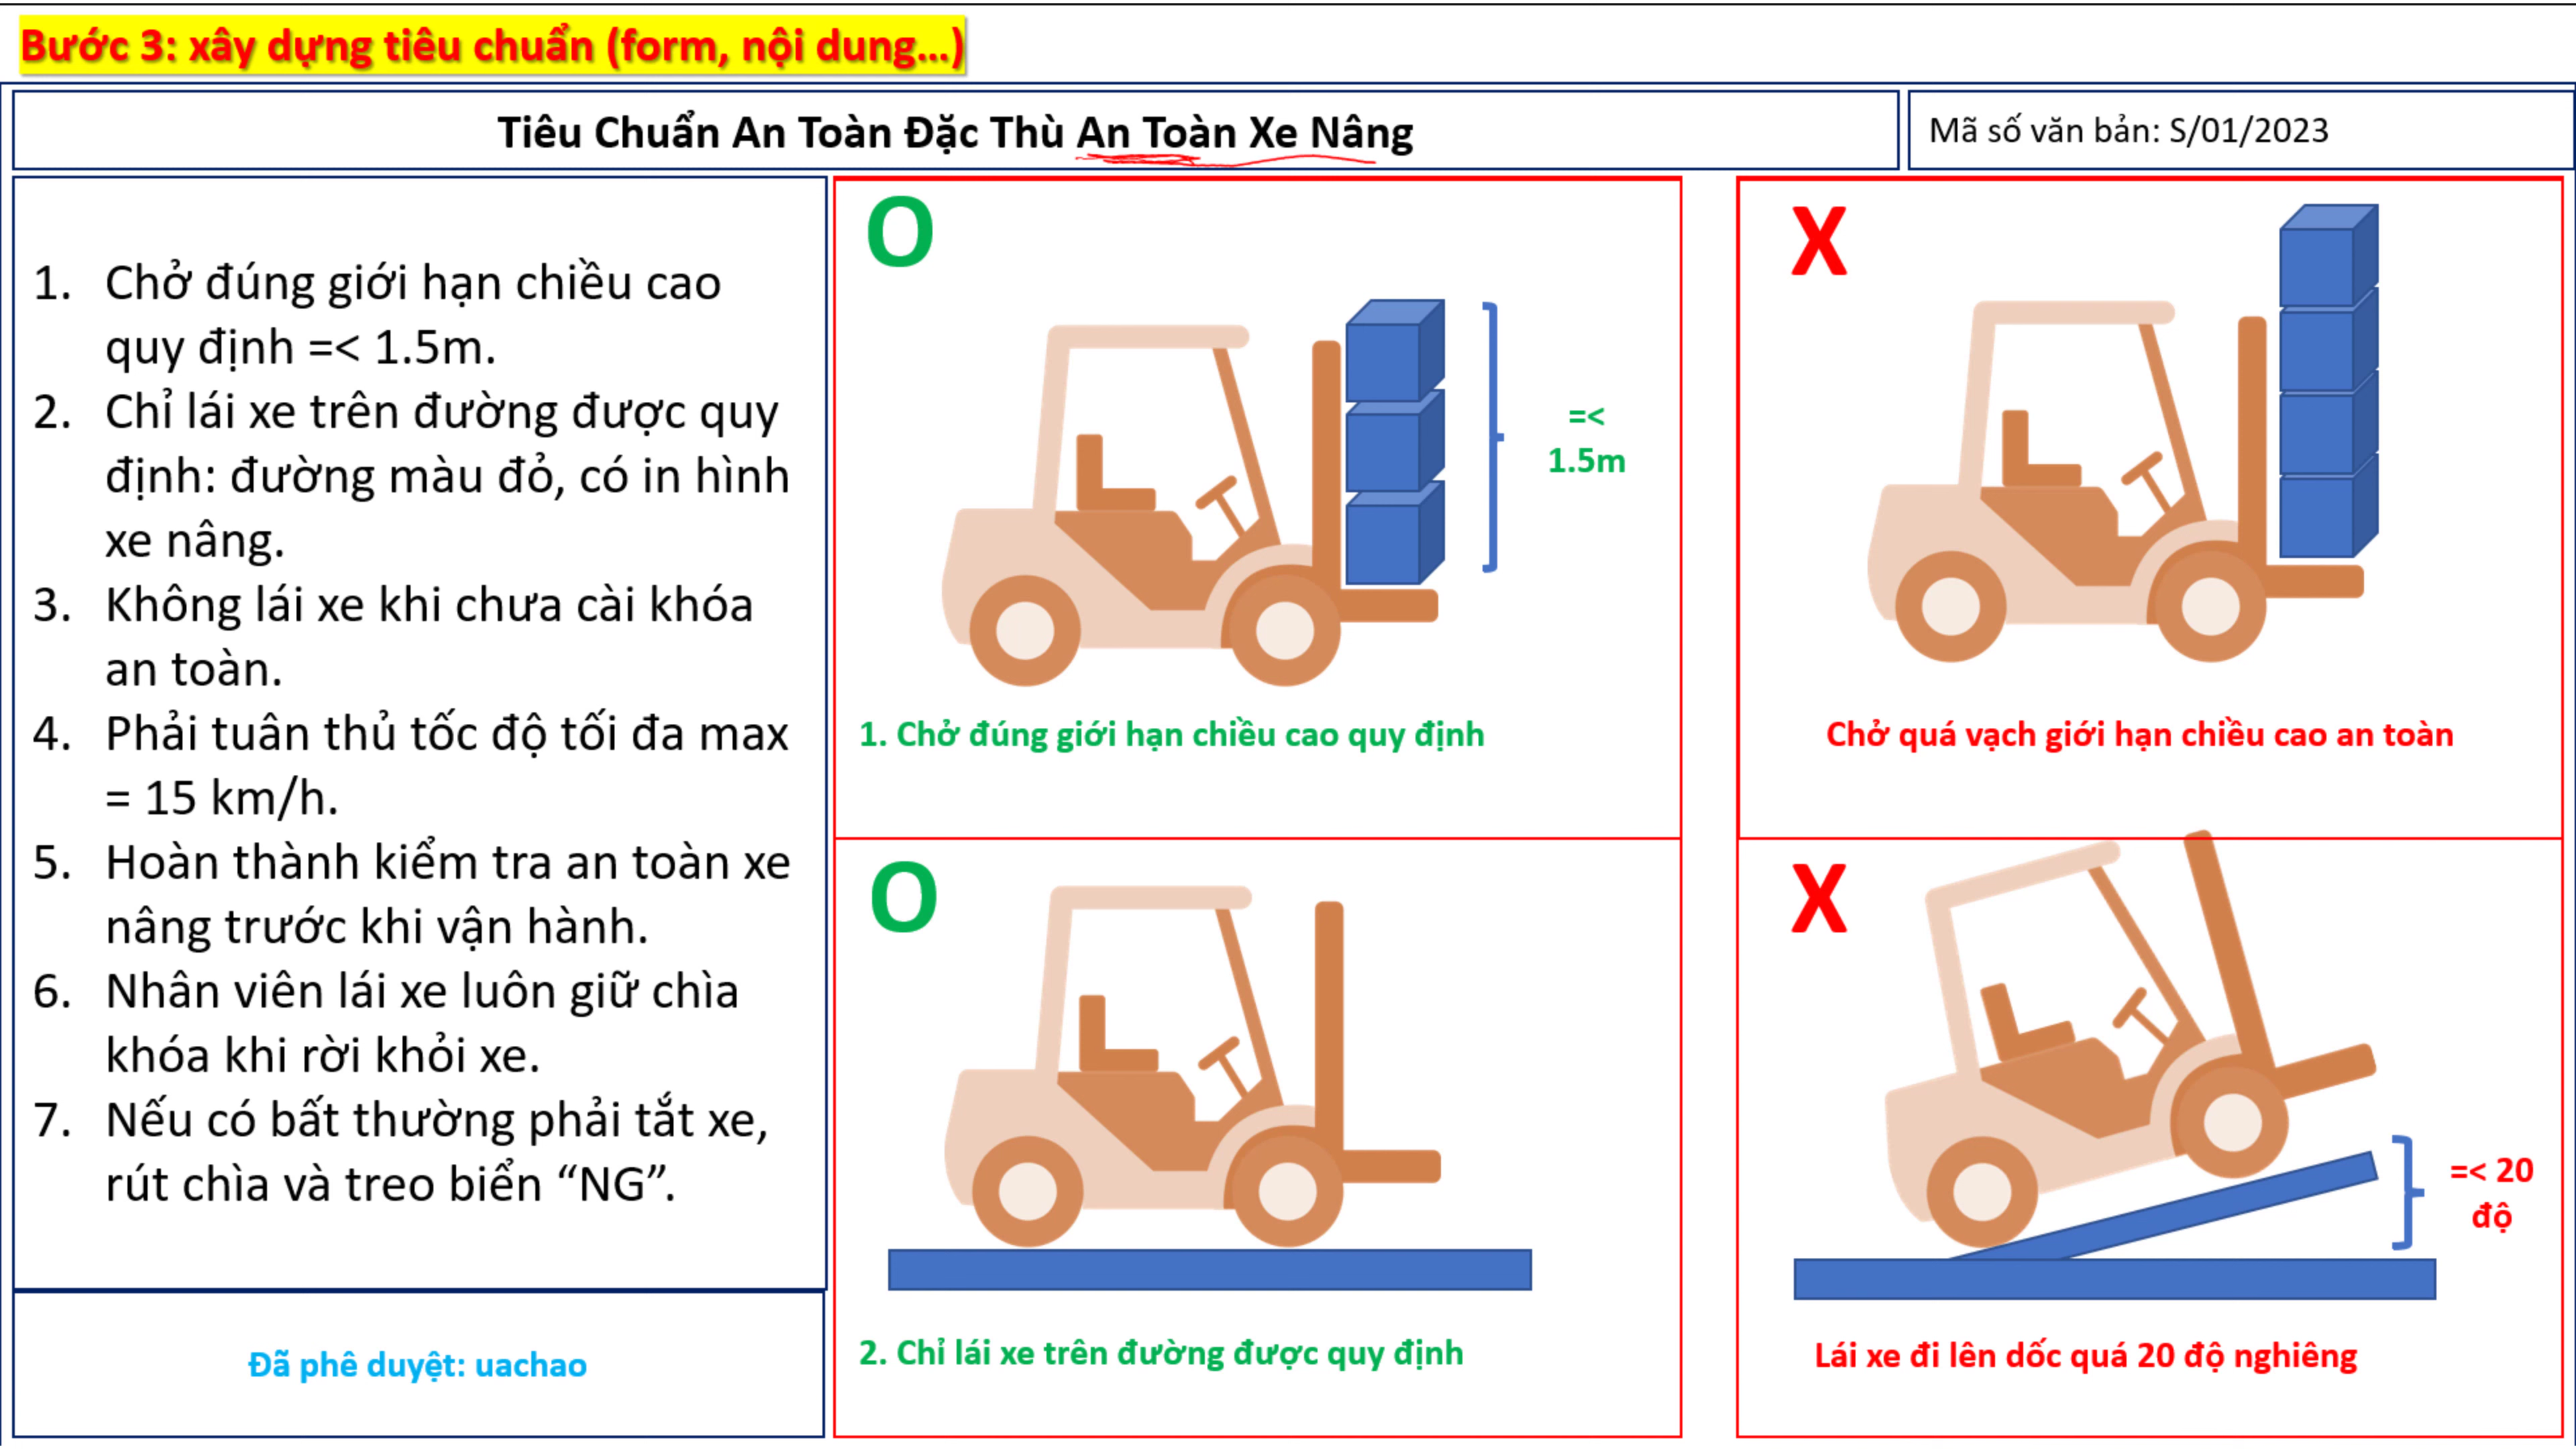 Bước 3: xây dựng tiêu chuẩn (form, nội dung...)
Tiêu Chuẩn An Toàn Đặc Thù An Toàn Xe Nâng
Mã số văn bản: S/01/2023
1. Chở đúng giới hạn chiều cao
quy định =< 1.5m.
2. Chỉ lái xe trên đường được quy
định: đường màu đỏ, có in hình
xe nâng.
3. Không lái xe khi chưa cài khóa
an toàn.
4. Phải tuân thủ tốc độ tối đa max
= 15 km/h.
5. Hoàn thành kiểm tra an toàn xe
nâng trước khi vận hành.
6. Nhân viên lái xe luôn giữ chìa
khóa khi rời khỏi xe.
7. Nếu có bất thường phải tắt xe,
rút chìa và treo biển “NG”.
Đã phê duyệt: uachao
O
=<
1.5m
1. Chở đúng giới hạn chiều cao quy định
X
Chở quá vạch giới hạn chiều cao an toàn
O
2. Chỉ lái xe trên đường được quy định
X
=< 20
độ
Lái xe đi lên dốc quá 20 độ nghiêng